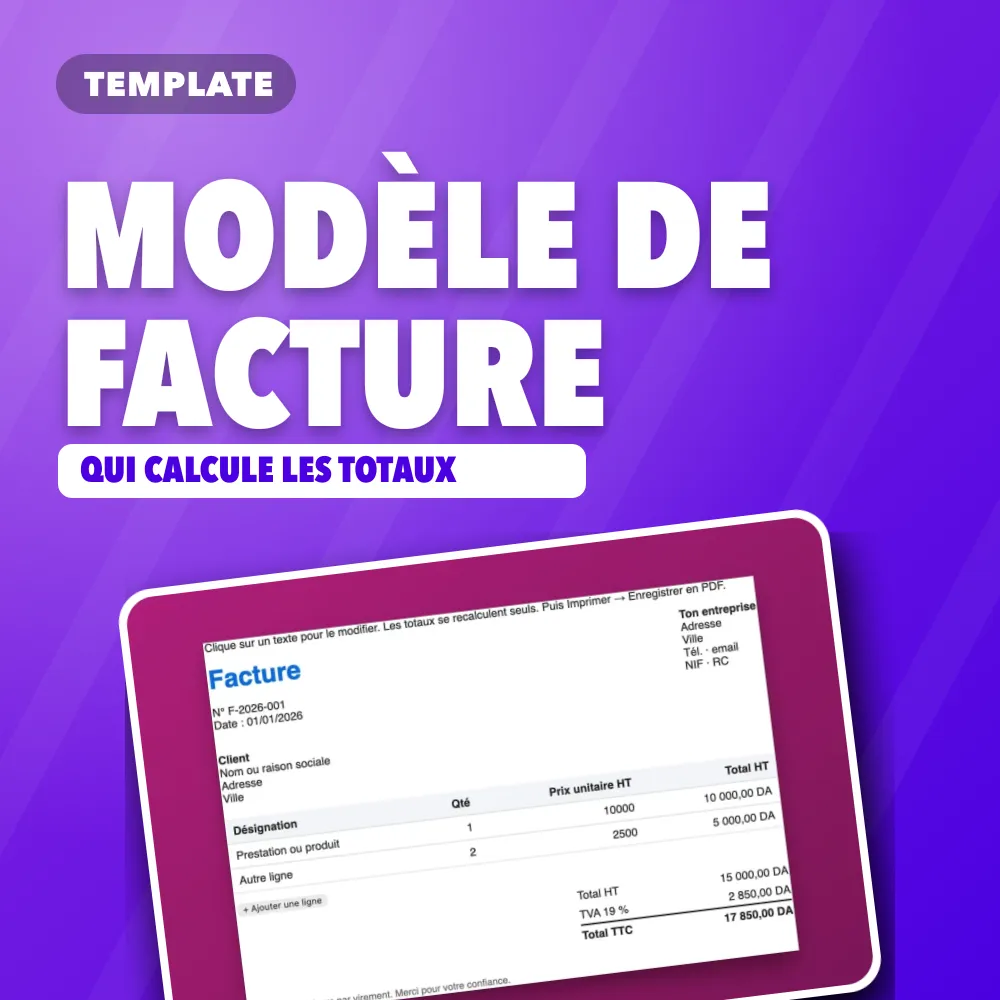 TEMPLATE
MODÈLE DE
FACTURE
QUI CALCULE LES TOTAUX
Clique sur un texte pour le modifier. Les totaux se recalculent seuls. Puis Imprimer → Enregistrer en PDF.
Facture
Ton entreprise
Adresse
Ville
Tél. · email
NIF · RC
N° F-2026-001
Date : 01/01/2026
Client
Nom ou raison sociale
Adresse
Ville
Désignation Qté Prix unitaire HT Total HT
Prestation ou produit 1 10000 10 000,00 DA
Autre ligne 2 2500 5 000,00 DA
+ Ajouter une ligne
Total HT 15 000,00 DA
TVA 19 % 2 850,00 DA
Total TTC 17 850,00 DA
par virement. Merci pour votre confiance.